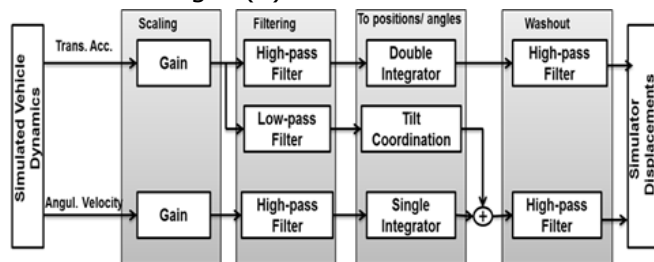 Scaling
Filtering
To positions/ angles
Washout
Simulated Vehicle
Dynamics
Trans. Acc.
Gain
High-pass
Filter
Double
Integrator
High-pass
Filter
Low-pass
Filter
Tilt
Coordination
Angul. Velocity
Gain
High-pass
Filter
Single
Integrator
+
High-pass
Filter
Simulator
Displacements